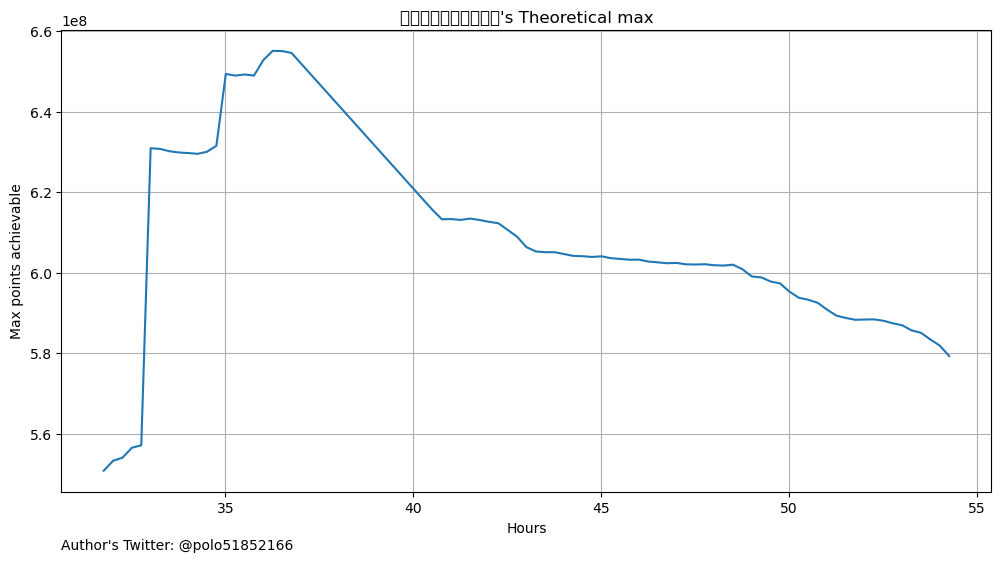 1e8
's Theoretical max
6.6
6.4
6.2
6.0
5.8
5.6
Max points achievable
35
40
45
50
55
Hours
Author's Twitter: @polo51852166